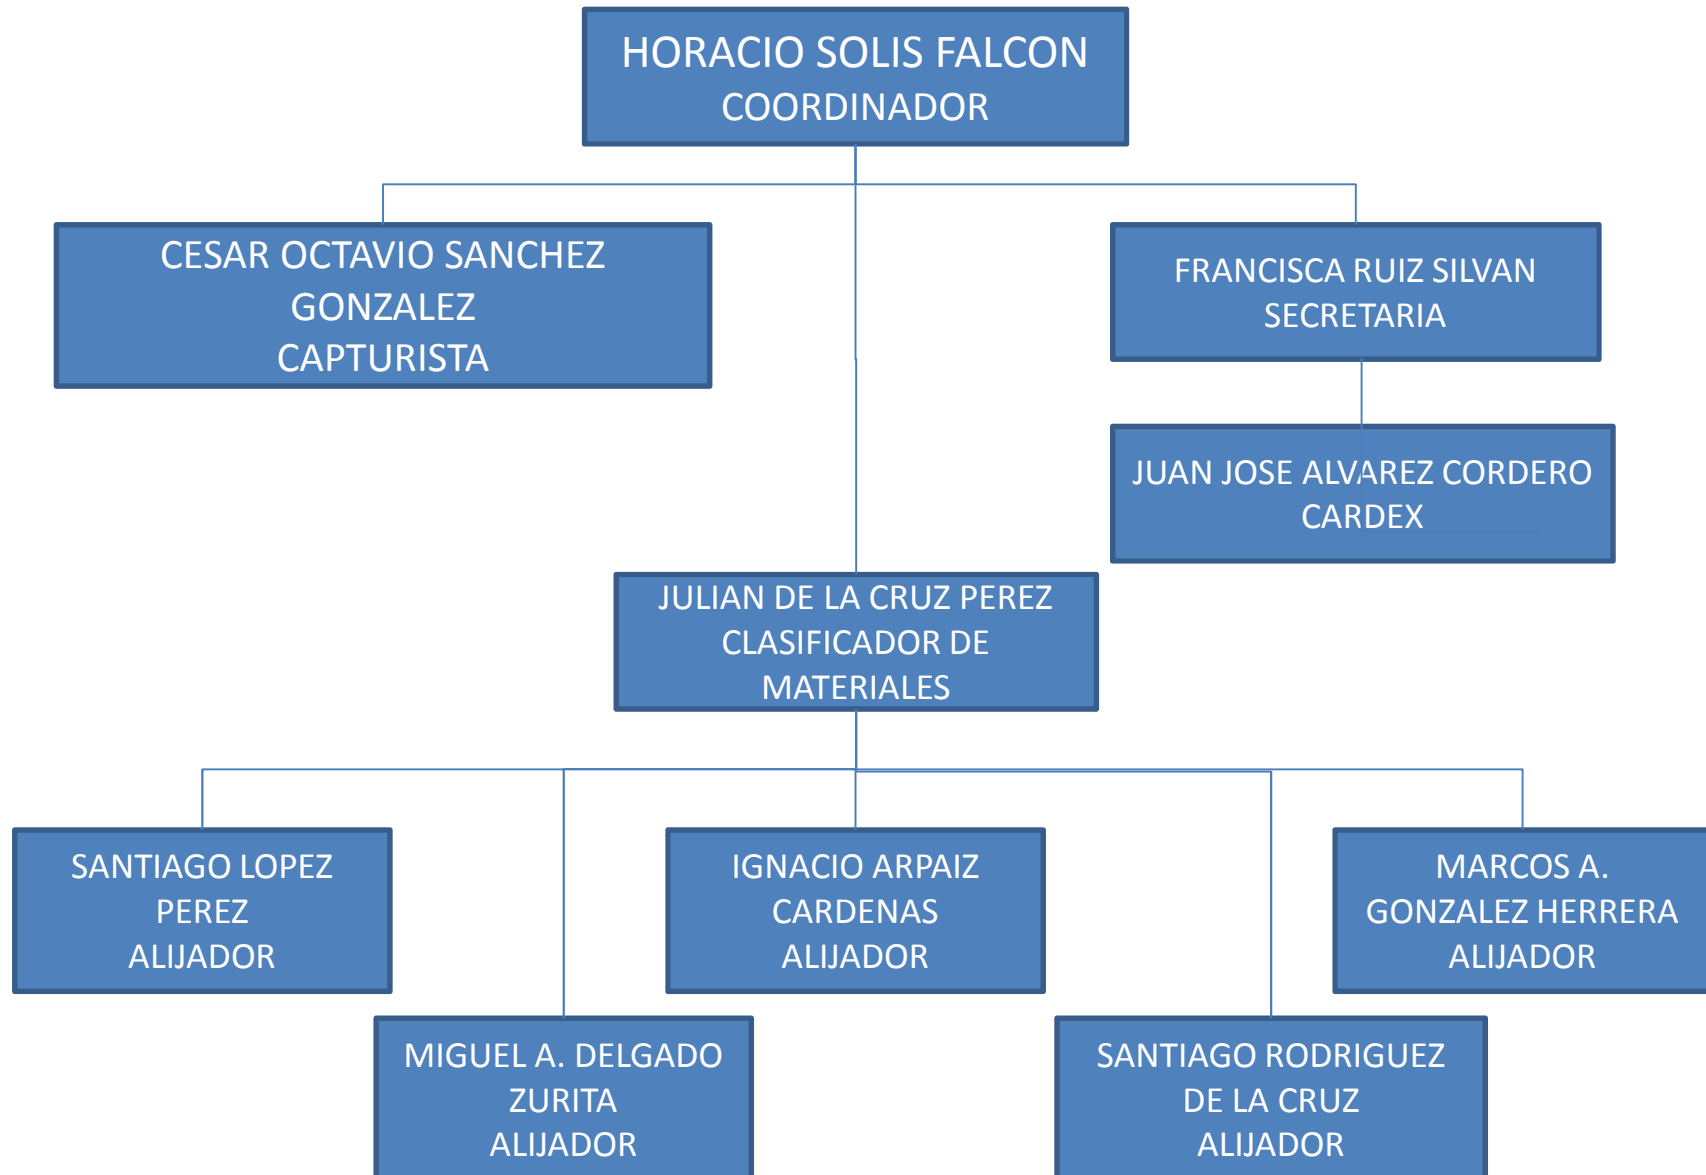 HORACIO SOLIS FALCON
COORDINADOR
CESAR OCTAVIO SANCHEZ
GONZALEZ
CAPTURISTA
FRANCISCA RUIZ SILVAN
SECRETARIA
JUAN JOSE ALVAREZ CORDERO
CARDEX
JULIAN DE LA CRUZ PEREZ
CLASIFICADOR DE
MATERIALES
SANTIAGO LOPEZ
PEREZ
ALIJADOR
IGNACIO ARPAIZ
CARDENAS
ALIJADOR
MARCOS A.
GONZALEZ HERRERA
ALIJADOR
MIGUEL A. DELGADO
ZURITA
ALIJADOR
SANTIAGO RODRIGUEZ
DE LA CRUZ
ALIJADOR